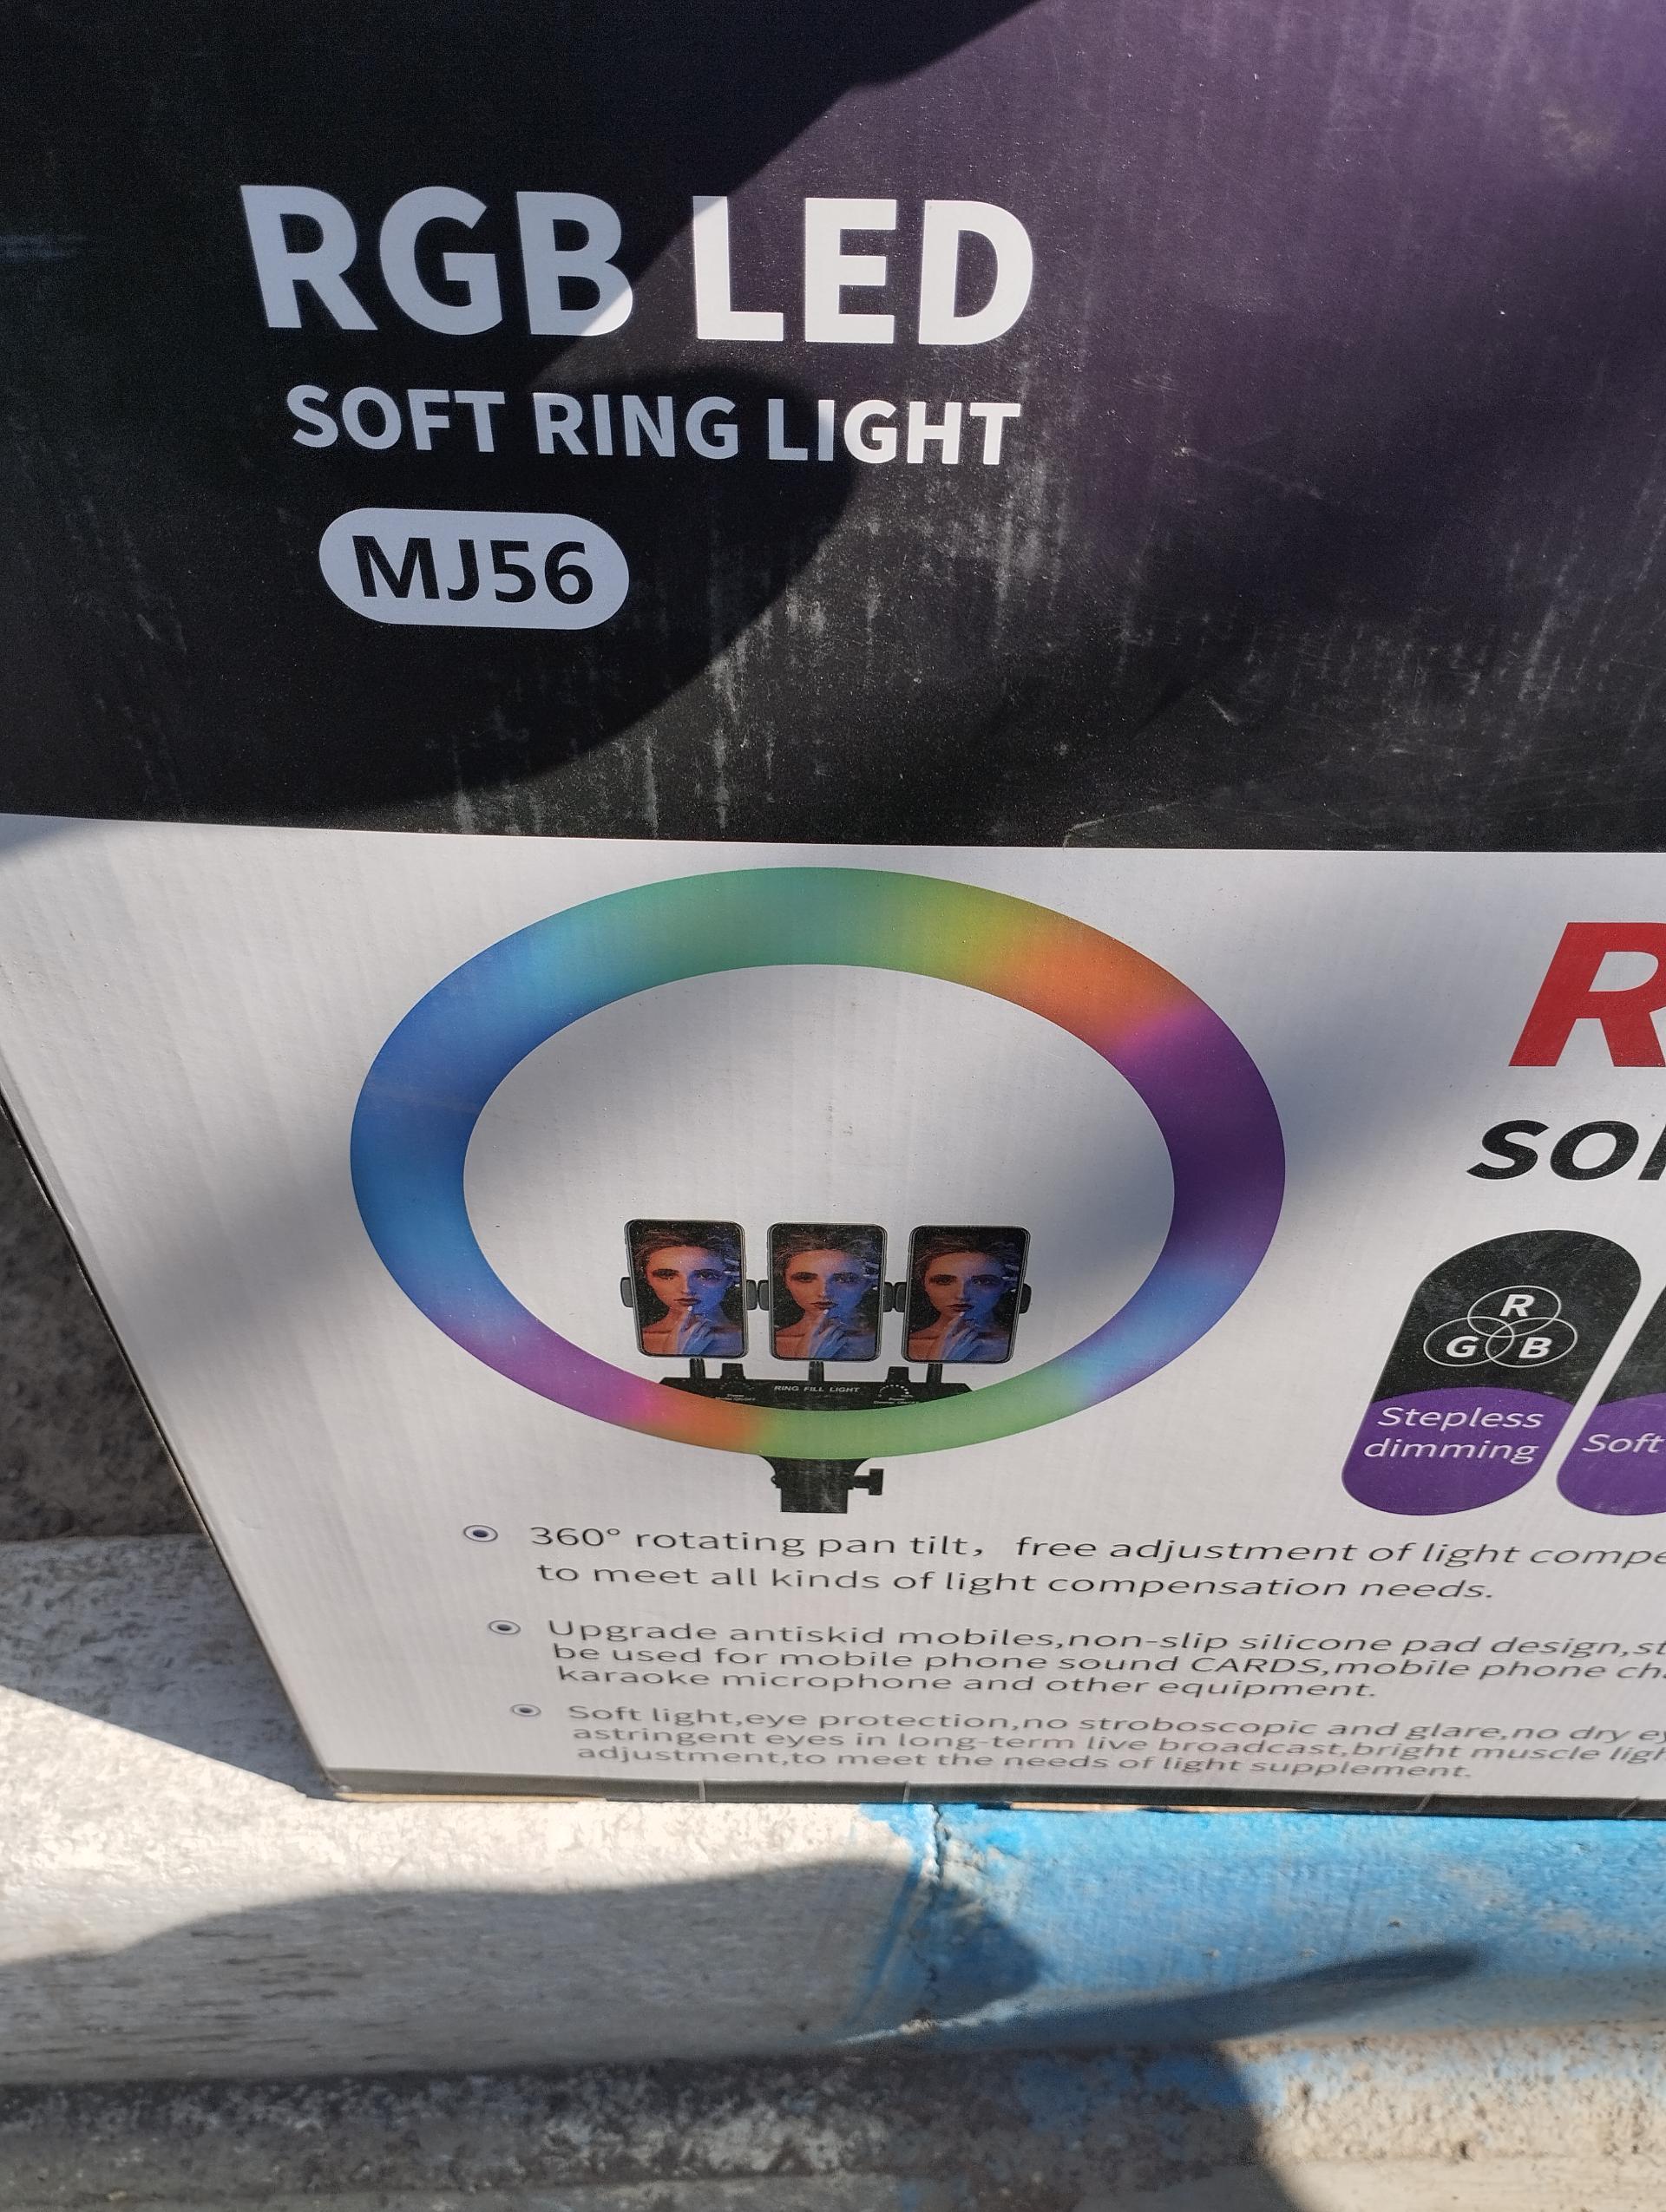 RGB LED
SOFT RING LIGHT
MJ56
R
SO
R
G B
Stepless
dimming
Soft
RING FILL LIGHT
360° rotating pan tilt， free adjustment of light compe
to meet all kinds of light compensation needs.
Upgrade antiskid mobiles,non-slip silicone pad design,st
be used for mobile phone sound CARDS,mobile phone ch
karaoke microphone and other equipment.
Soft light,eye protection,no stroboscopic and glare,no dry ey
astringent eyes in long-term live broadcast,bright muscle ligh
adjustment,to meet the needs of light supplement.